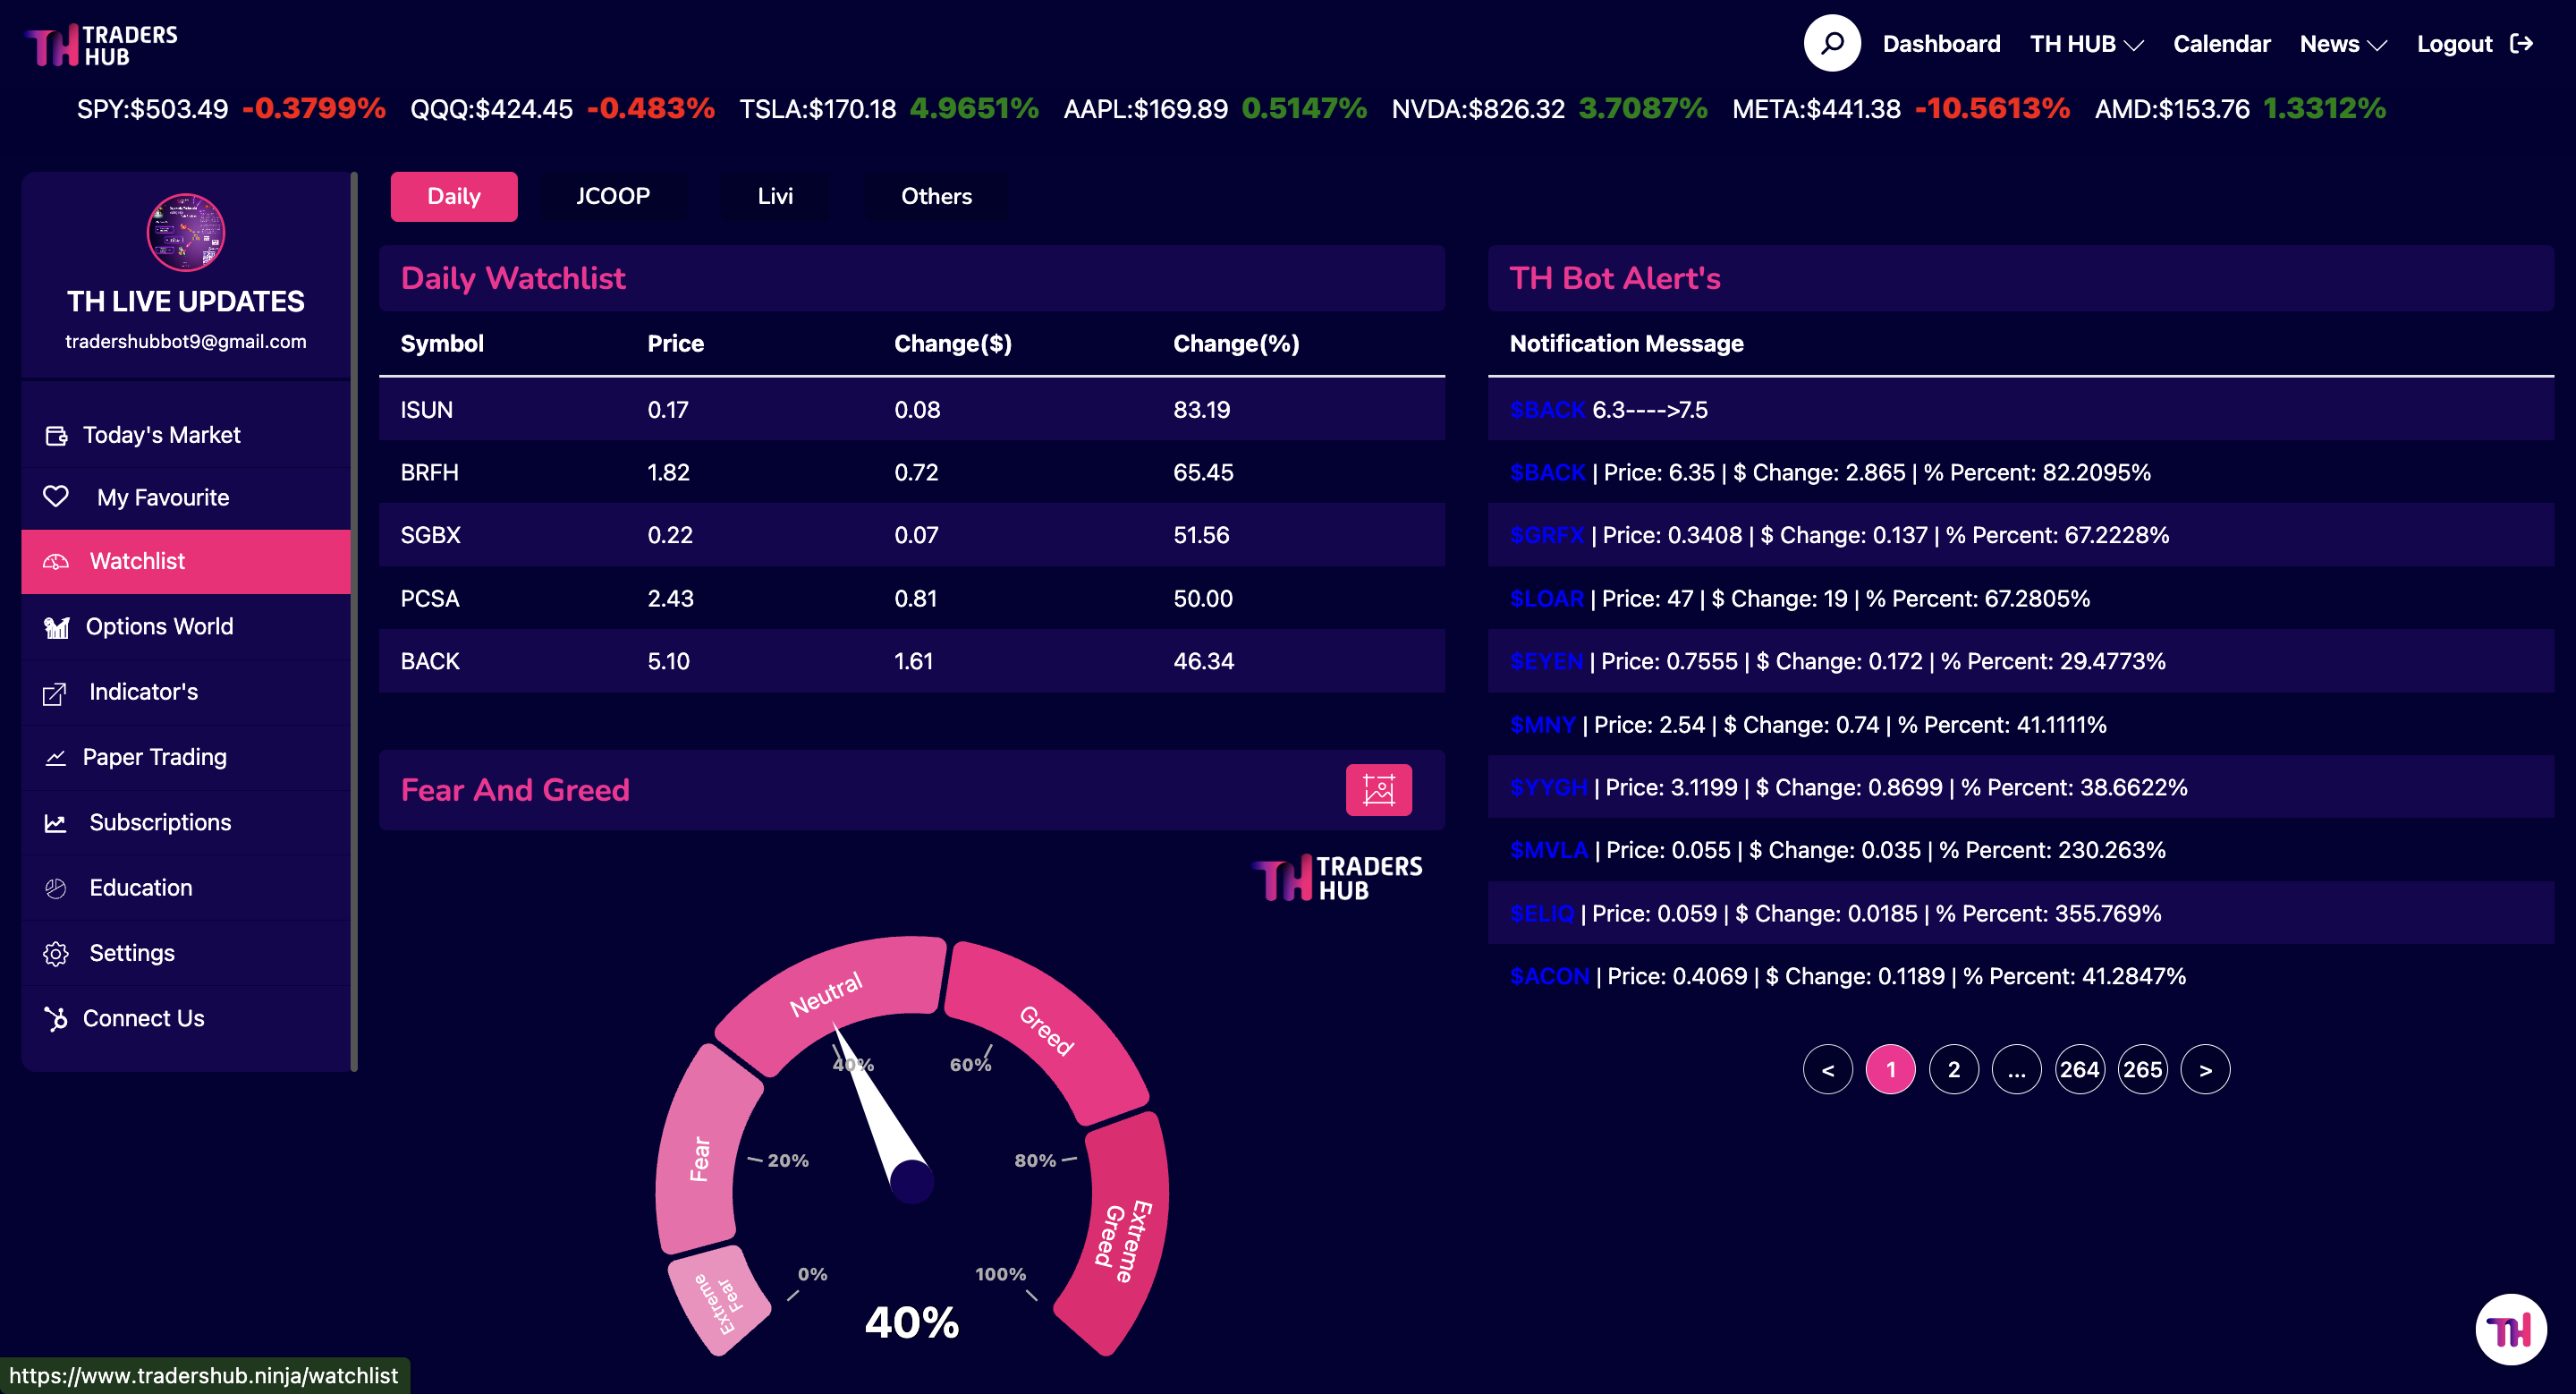 TRADERS
HUB
Dashboard TH HUB Calendar News Logout
SPY:$503.49 -0.3799% QQQ:$424.45 -0.483% TSLA:$170.18 4.9651% AAPL:$169.89 0.5147% NVDA:$826.32 3.7087% META:$441.38 -10.5613% AMD:$153.76 1.3312%
TH LIVE UPDATES
tradershubbot9@gmail.com
Today's Market
My Favourite
Watchlist
Options World
Indicator's
Paper Trading
Subscriptions
Education
Settings
Connect Us
Daily JCOOP Livi Others
Daily Watchlist
Symbol Price Change($) Change(%)
ISUN 0.17 0.08 83.19
BRFH 1.82 0.72 65.45
SGBX 0.22 0.07 51.56
PCSA 2.43 0.81 50.00
BACK 5.10 1.61 46.34
Fear And Greed
TH TRADERS
HUB
Extreme
Fear
Fear
Neutral
Greed
Extreme
Greed
0%
20%
40%
60%
80%
100%
40%
TH Bot Alert's
Notification Message
$BACK 6.3---->7.5
$BACK | Price: 6.35 | $ Change: 2.865 | % Percent: 82.2095%
$GRFX | Price: 0.3408 | $ Change: 0.137 | % Percent: 67.2228%
$LOAR | Price: 47 | $ Change: 19 | % Percent: 67.2805%
$EYEN | Price: 0.7555 | $ Change: 0.172 | % Percent: 29.4773%
$MNY | Price: 2.54 | $ Change: 0.74 | % Percent: 41.1111%
$YYGH | Price: 3.1199 | $ Change: 0.8699 | % Percent: 38.6622%
$MVLA | Price: 0.055 | $ Change: 0.035 | % Percent: 230.263%
$ELIQ | Price: 0.059 | $ Change: 0.0185 | % Percent: 355.769%
$ACON | Price: 0.4069 | $ Change: 0.1189 | % Percent: 41.2847%
< 1 2 ... 264 265 >
TH
https://www.tradershub.ninja/watchlist